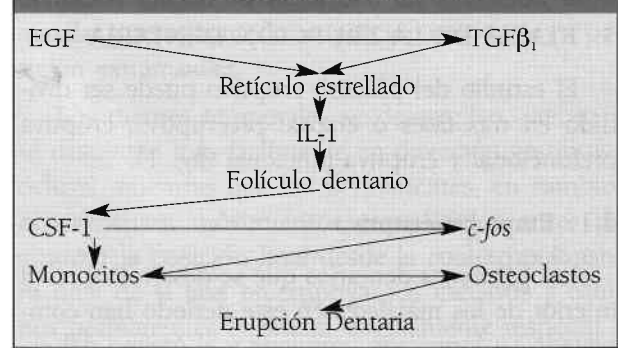 EGF TGFβ₁
Retículo estrellado
IL-1
Folículo dentario
CSF-1 c-fos
Monocitos Osteoclastos
Erupción Dentaria